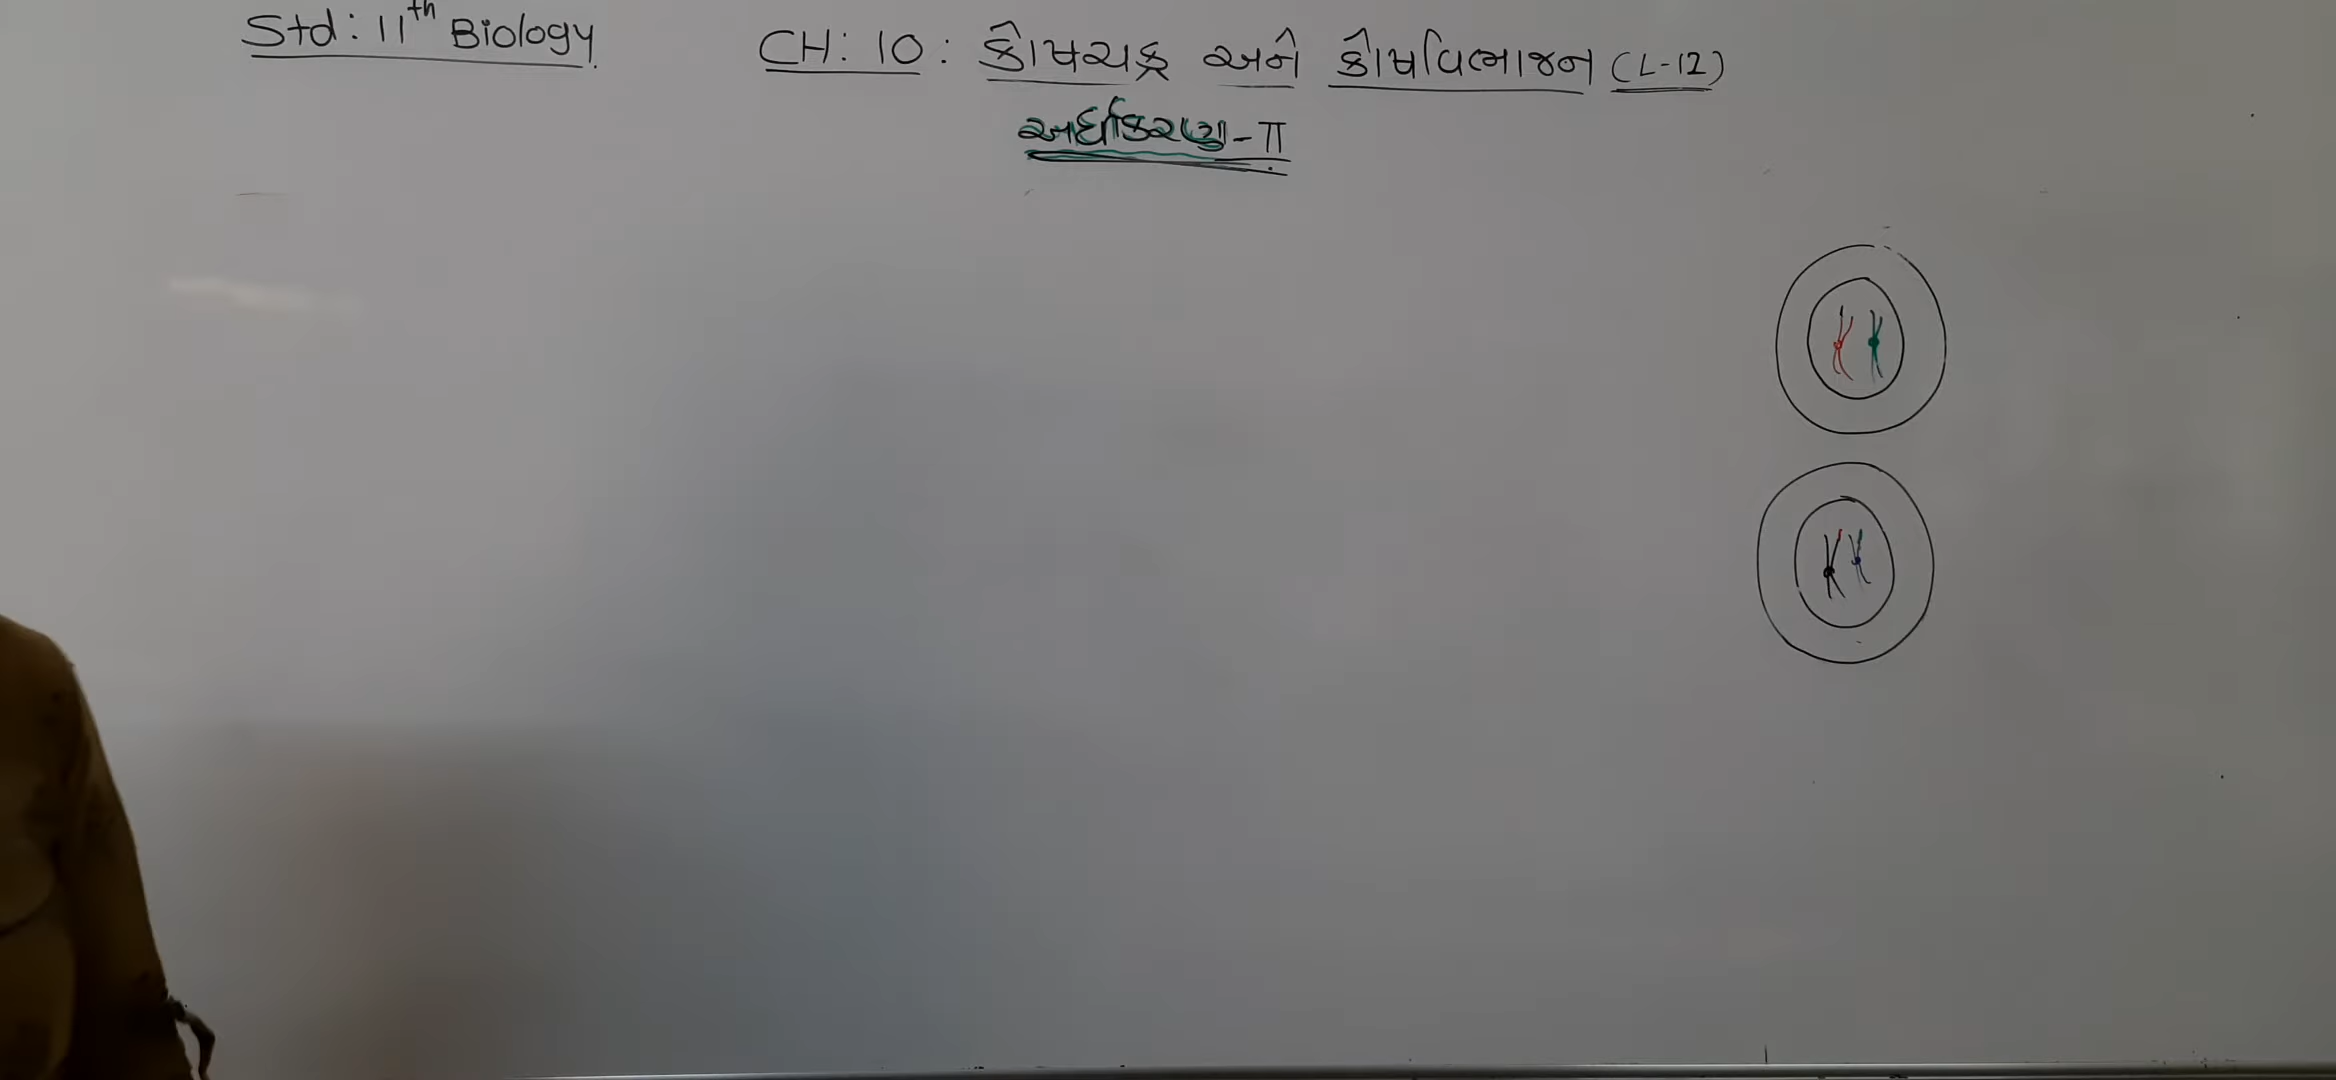 Std: 11th Biology.
CH: 10: કોષચક્ર અને કોષવિભાજન (L-12)
અર્ધીકરણ-II